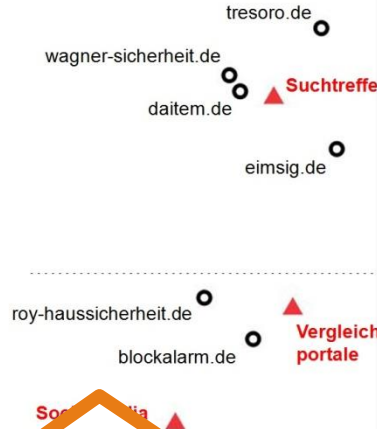 tresoro.de
wagner-sicherheit.de
Suchtreffe
daitem.de
eimsig.de
roy-haussicherheit.de
Vergleich
portale
blockalarm.de